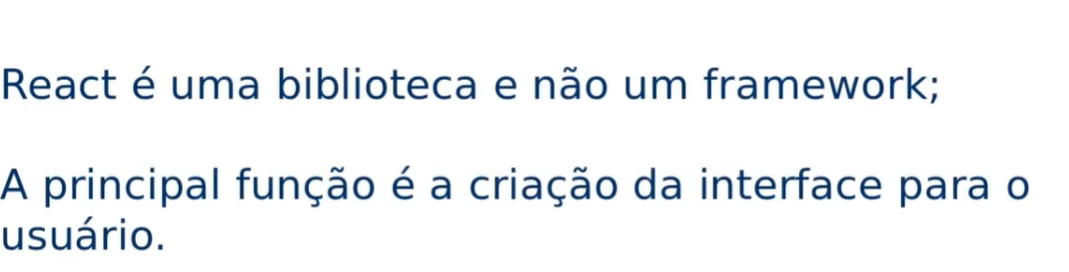 React é uma biblioteca e não um framework;
A principal função é a criação da interface para o
usuário.